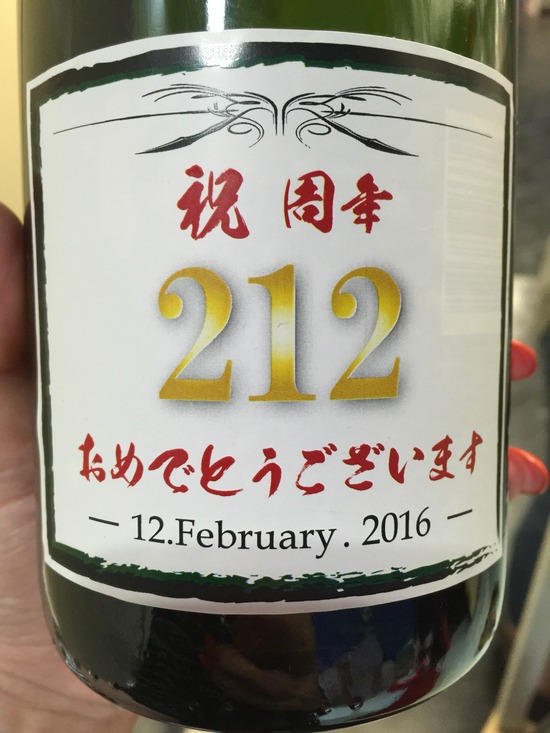 祝 周年
212
おめでとうございます
— 12.February . 2016 —